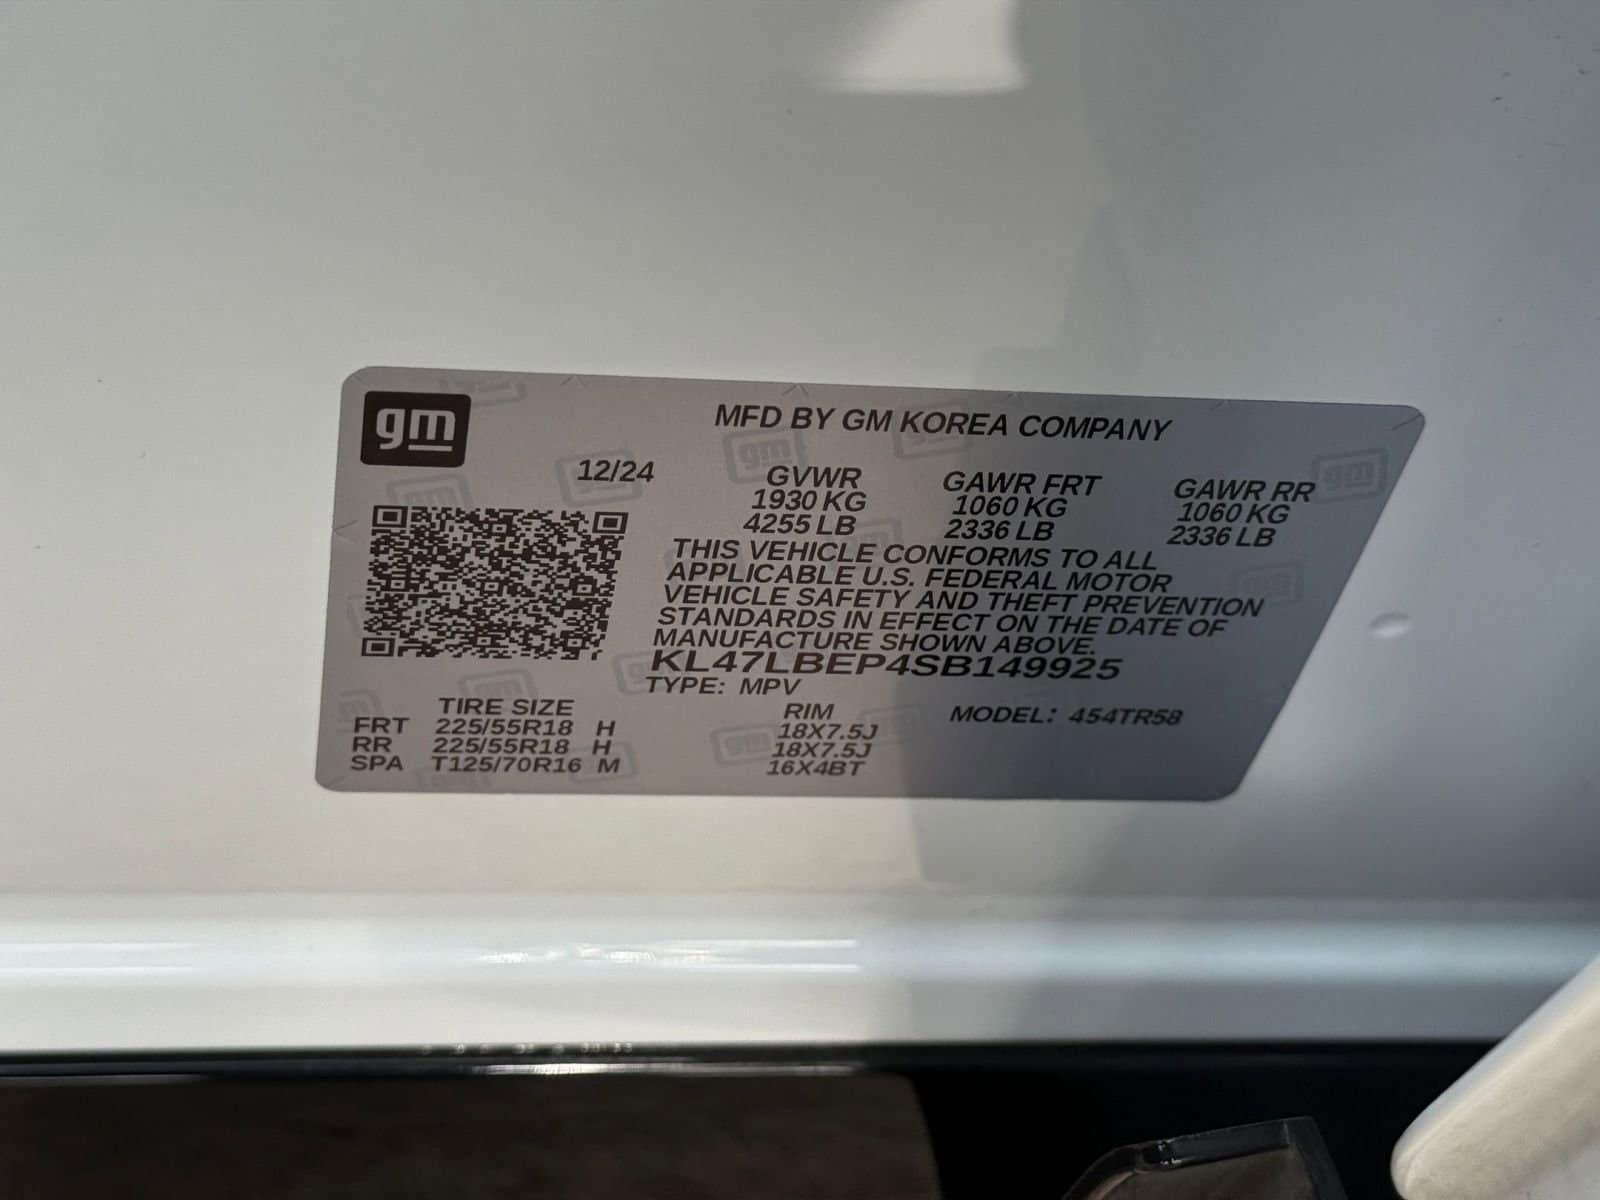 gm
MFD BY GM KOREA COMPANY
12/24
GVWR GAWR FRT GAWR RR
1930 KG 1060 KG 1060 KG
4255 LB 2336 LB 2336 LB
THIS VEHICLE CONFORMS TO ALL
APPLICABLE U.S. FEDERAL MOTOR
VEHICLE SAFETY AND THEFT PREVENTION
STANDARDS IN EFFECT ON THE DATE OF
MANUFACTURE SHOWN ABOVE.
KL47LBEP4SB149925
TYPE: MPV
TIRE SIZE RIM MODEL: 454TR58
FRT 225/55R18 H 18X7.5J
RR 225/55R18 H 18X7.5J
SPA T125/70R16 M 16X4BT